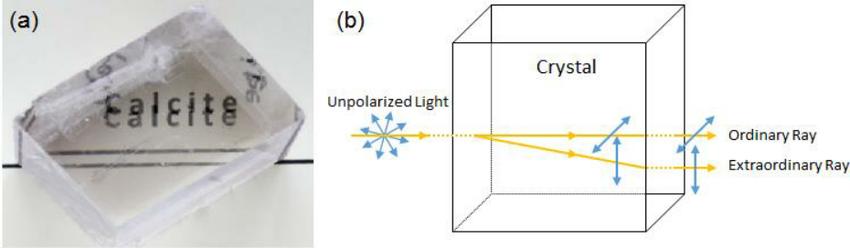 (a)
Calcite
Calcite
(b)
Crystal
Unpolarized Light
Ordinary Ray
Extraordinary Ray